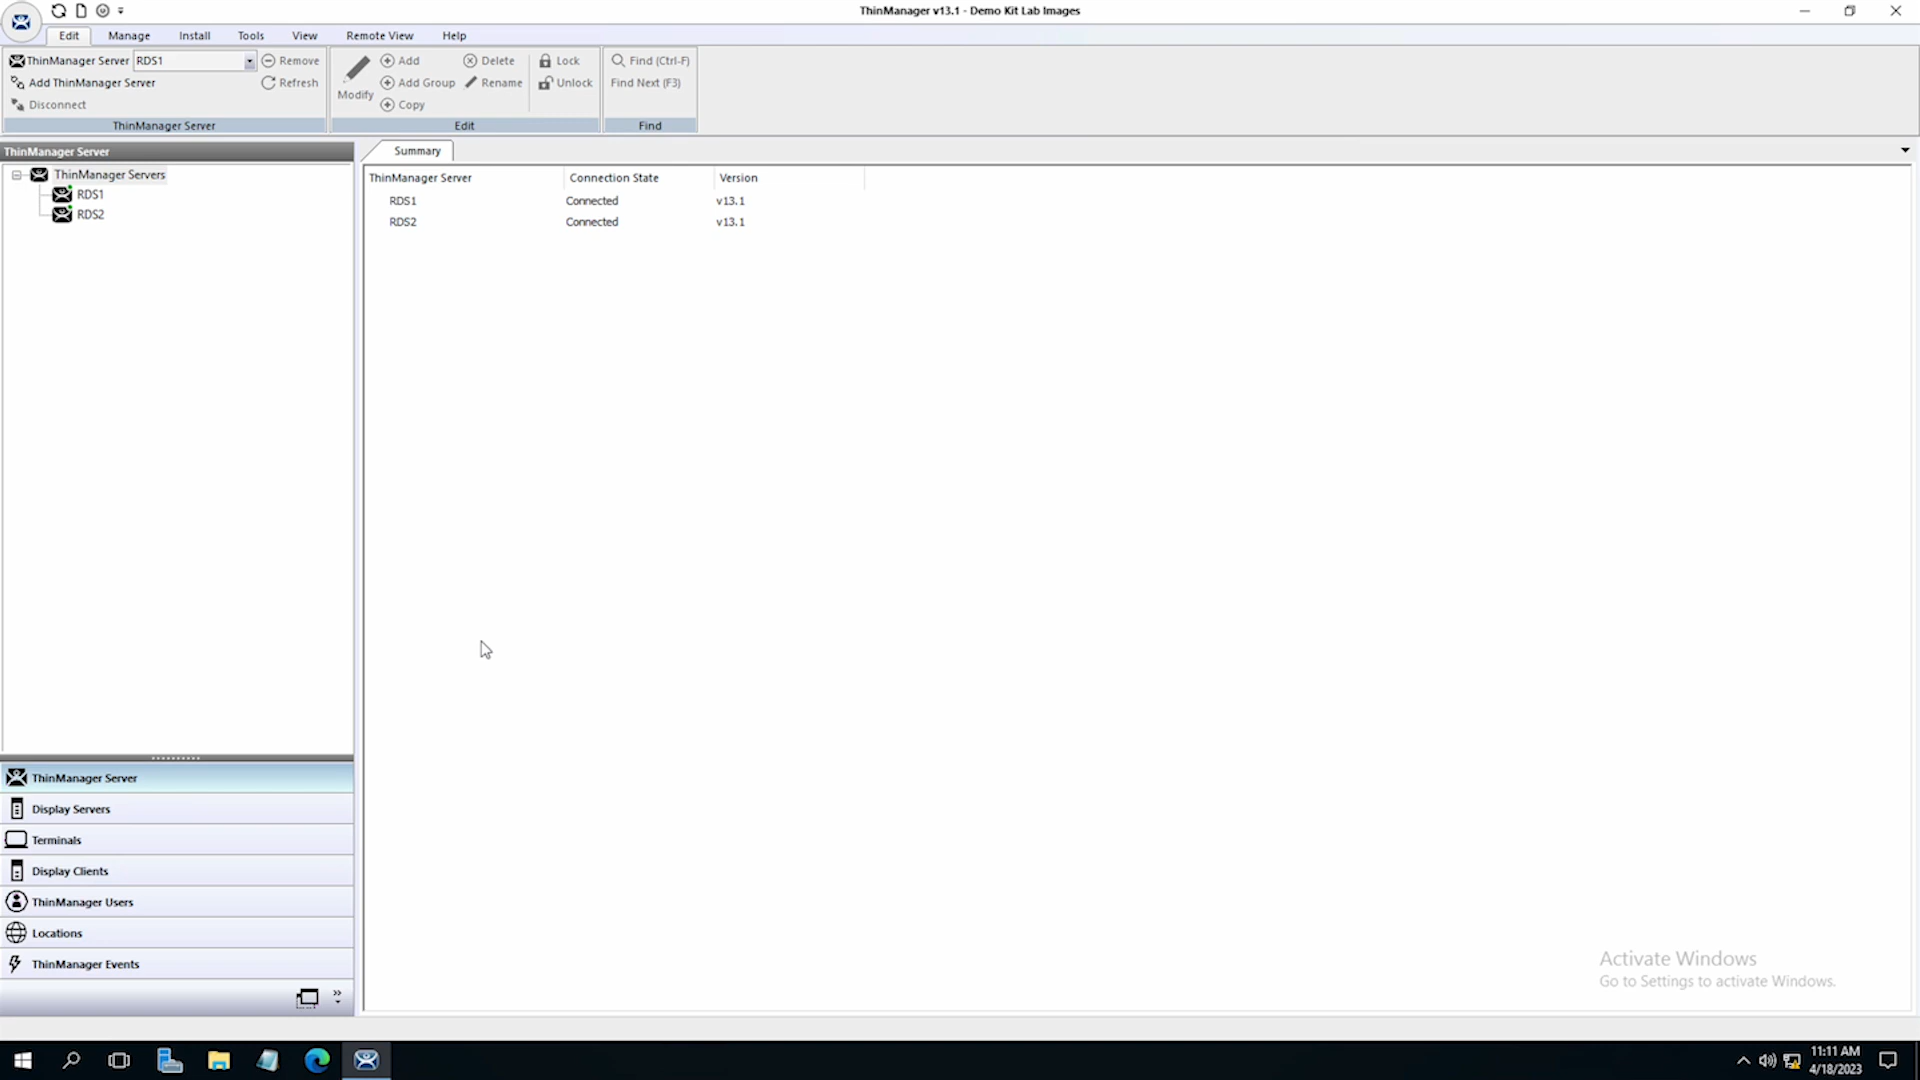 ThinManager v13.1 - Demo Kit Lab Images
Edit Manage Install Tools View Remote View Help
ThinManager Server RDS1 Remove
Add ThinManager Server Refresh
Disconnect
ThinManager Server
Modify
Add Delete Lock
Add Group Rename Unlock
Copy
Edit
Find (Ctrl-F)
Find Next (F3)
Find
ThinManager Server
ThinManager Servers
RDS1
RDS2
Summary
ThinManager Server Connection State Version
RDS1 Connected v13.1
RDS2 Connected v13.1
ThinManager Server
Display Servers
Terminals
Display Clients
ThinManager Users
Locations
ThinManager Events
Activate Windows
Go to Settings to activate Windows.
11:11 AM
4/18/2023